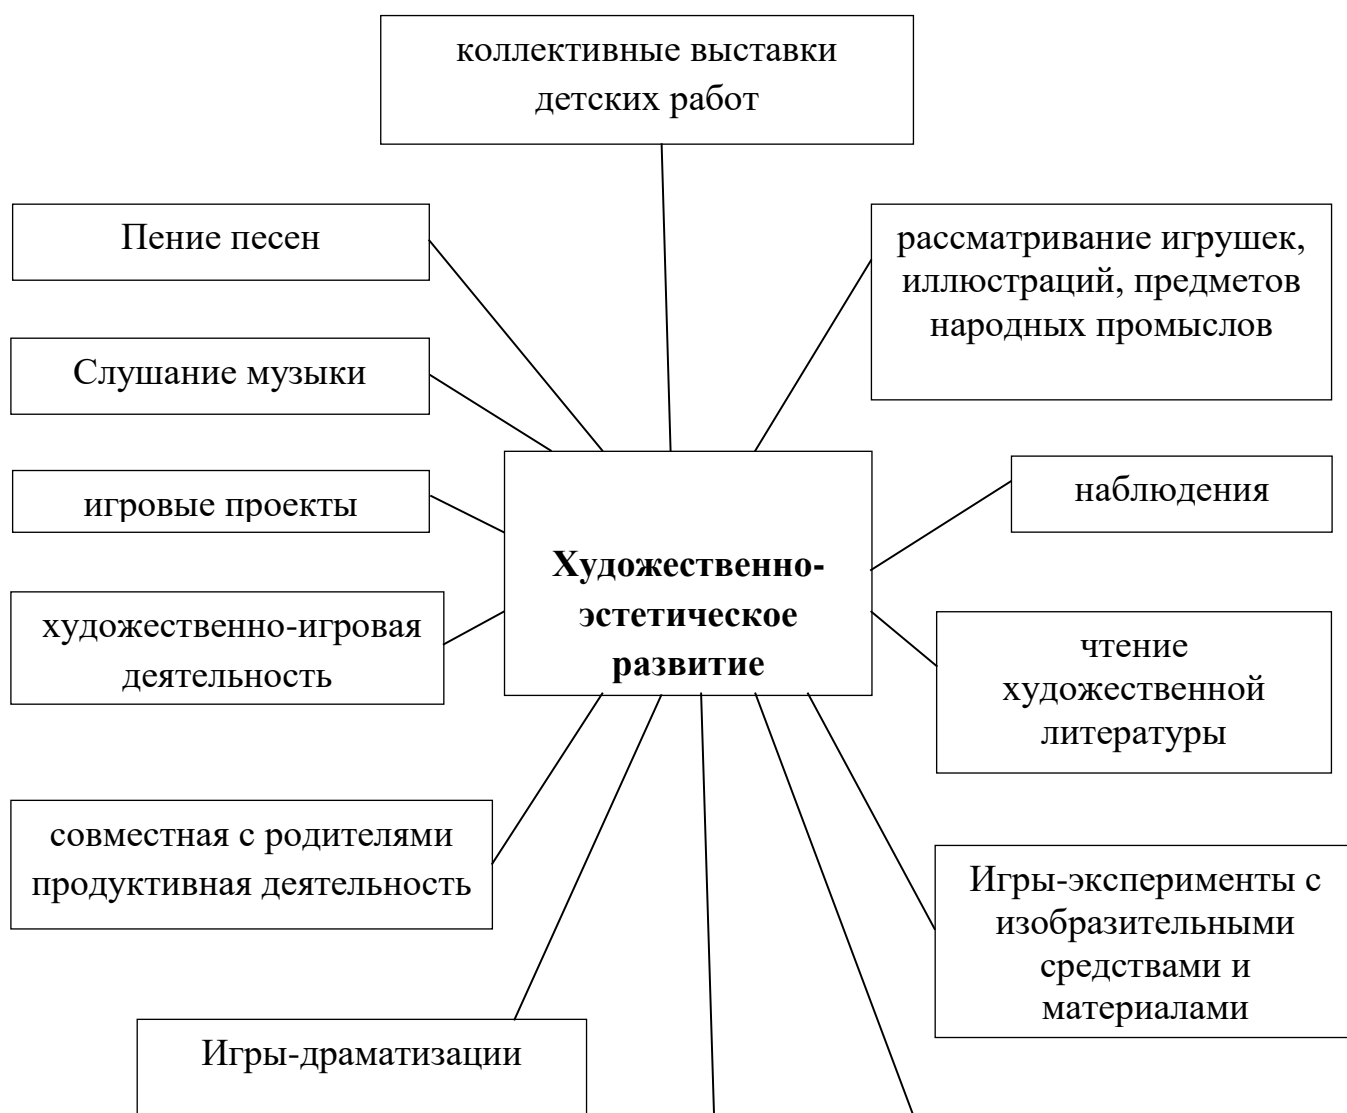 коллективные выставки
детских работ
Пение песен
рассматривание игрушек,
иллюстраций, предметов
народных промыслов
Слушание музыки
игровые проекты
наблюдения
Художественно-
эстетическое
развитие
художественно-игровая
деятельность
чтение
художественной
литературы
совместная с родителями
продуктивная деятельность
Игры-эксперименты с
изобразительными
средствами и
материалами
Игры-драматизации